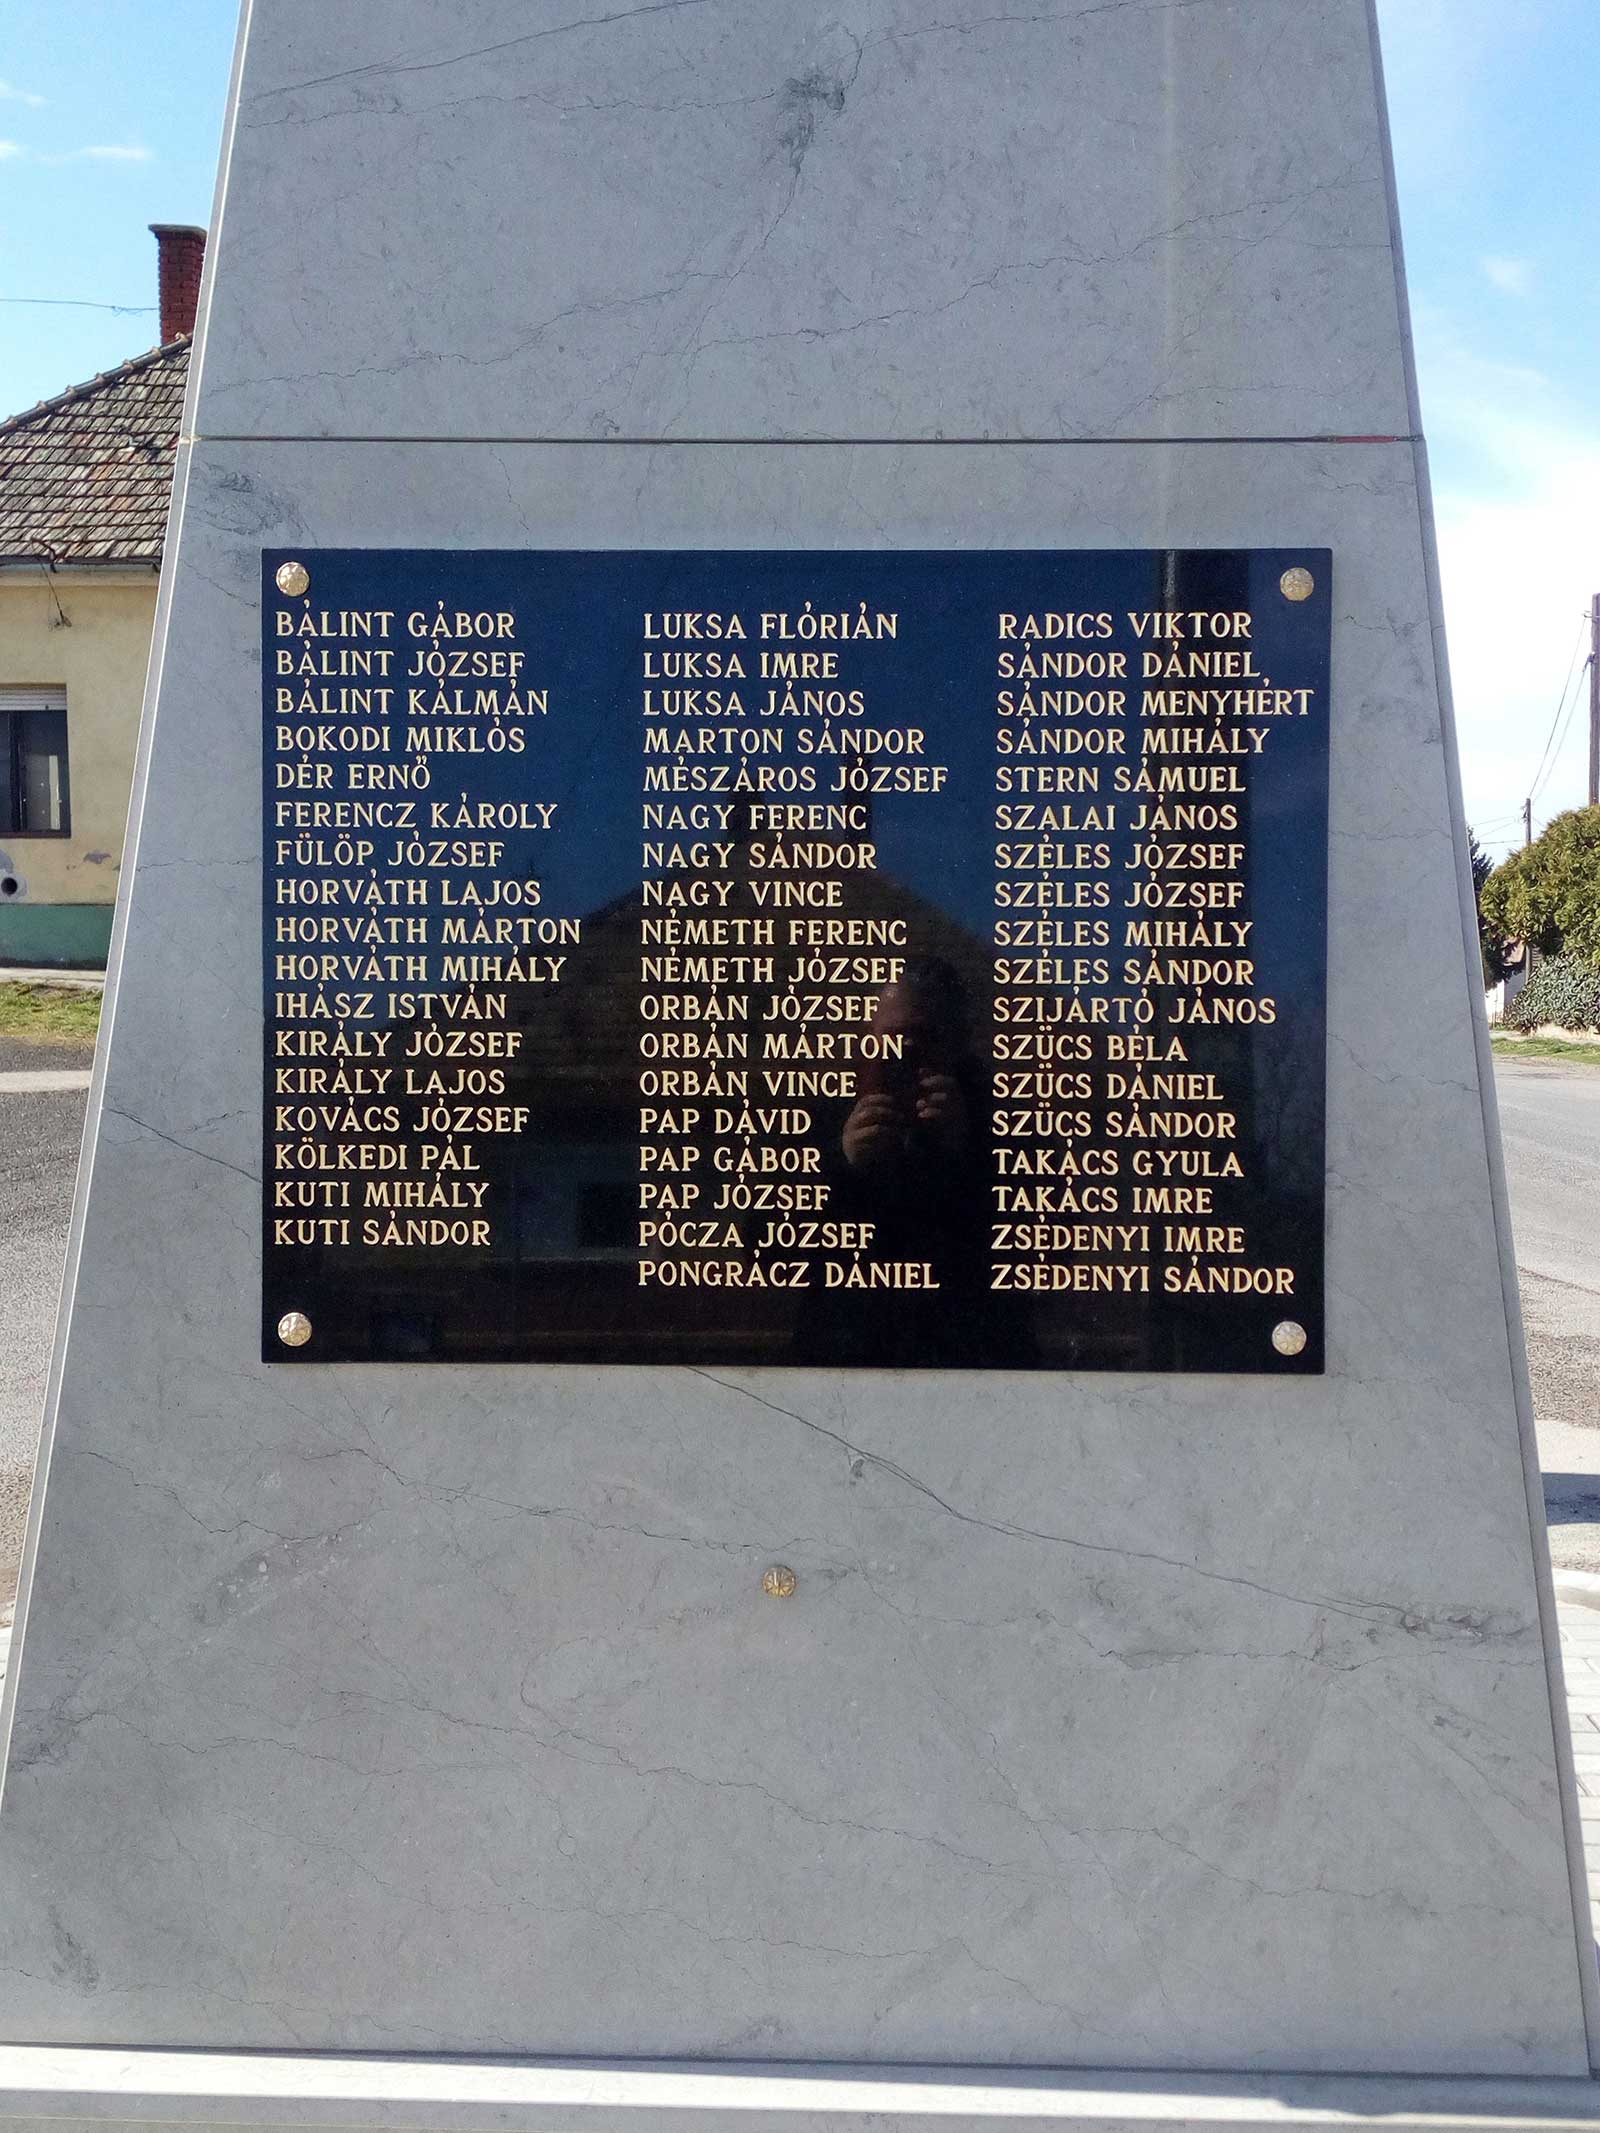 BÁLINT GÁBOR
BÁLINT JÓZSEF
BÁLINT KÁLMÁN
BOKODI MIKLÓS
DÉR ERNŐ
FERENCZ KÁROLY
FÜLÖP JÓZSEF
HORVÁTH LAJOS
HORVÁTH MÁRTON
HORVÁTH MIHÁLY
IHÁSZ ISTVÁN
KIRÁLY JÓZSEF
KIRÁLY LAJOS
KOVÁCS JÓZSEF
KÖLKEDI PÁL
KUTI MIHÁLY
KUTI SÁNDOR
LUKSA FLÓRIÁN
LUKSA IMRE
LUKSA JÁNOS
MARTON SÁNDOR
MÉSZÁROS JÓZSEF
NAGY FERENC
NAGY SÁNDOR
NAGY VINCE
NÉMETH FERENC
NÉMETH JÓZSEF
ORBÁN JÓZSEF
ORBÁN MÁRTON
ORBÁN VINCE
PAP DÁVID
PAP GÁBOR
PAP JÓZSEF
PÓCZA JÓZSEF
PONGRÁCZ DÁNIEL
RADICS VIKTOR
SÁNDOR DÁNIEL
SÁNDOR MENYHÉRT
SÁNDOR MIHÁLY
STERN SÁMUEL
SZALAI JÁNOS
SZÉLES JÓZSEF
SZÉLES JÓZSEF
SZÉLES MIHÁLY
SZÉLES SÁNDOR
SZIJÁRTÓ JÁNOS
SZÜCS BÉLA
SZÜCS DÁNIEL
SZÜCS SÁNDOR
TAKÁCS GYULA
TAKÁCS IMRE
ZSÉDENYI IMRE
ZSÉDENYI SÁNDOR